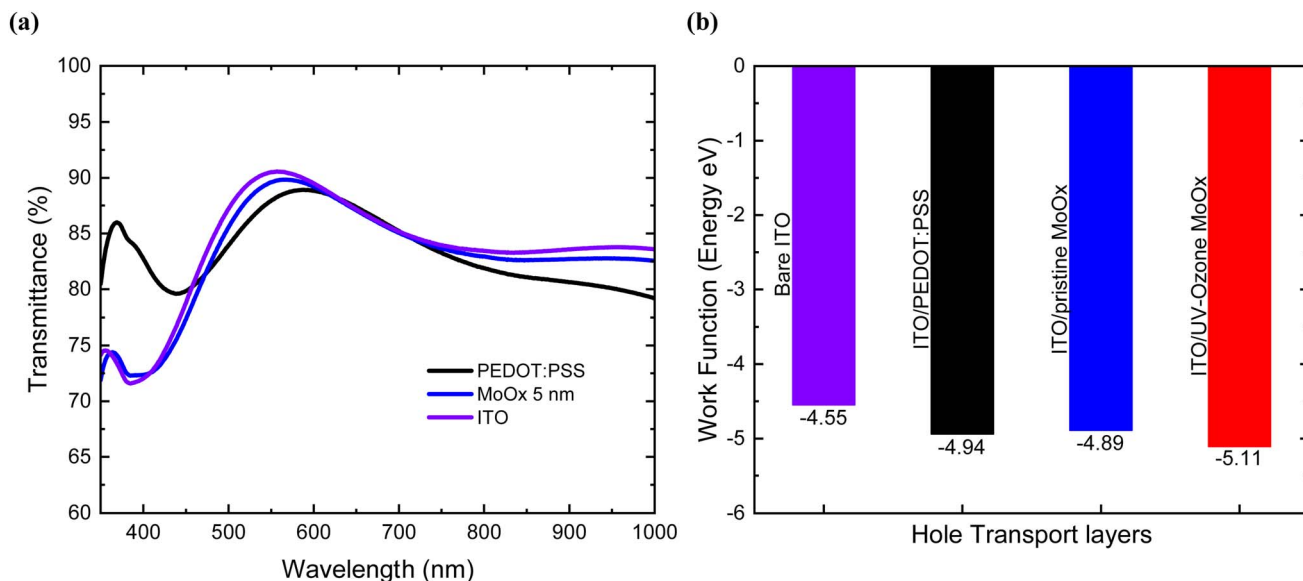 (a)
100
95
90
85
80
75
70
65
60
Transmittance (%)
PEDOT:PSS
MoOx 5 nm
ITO
400 500 600 700 800 900 1000
Wavelength (nm)
(b)
0
-1
-2
-3
-4
-5
-6
Work Function (Energy eV)
Bare ITO
ITO/PEDOT:PSS
ITO/pristine MoOx
ITO/UV-Ozone MoOx
-4.55
-4.94
-4.89
-5.11
Hole Transport layers